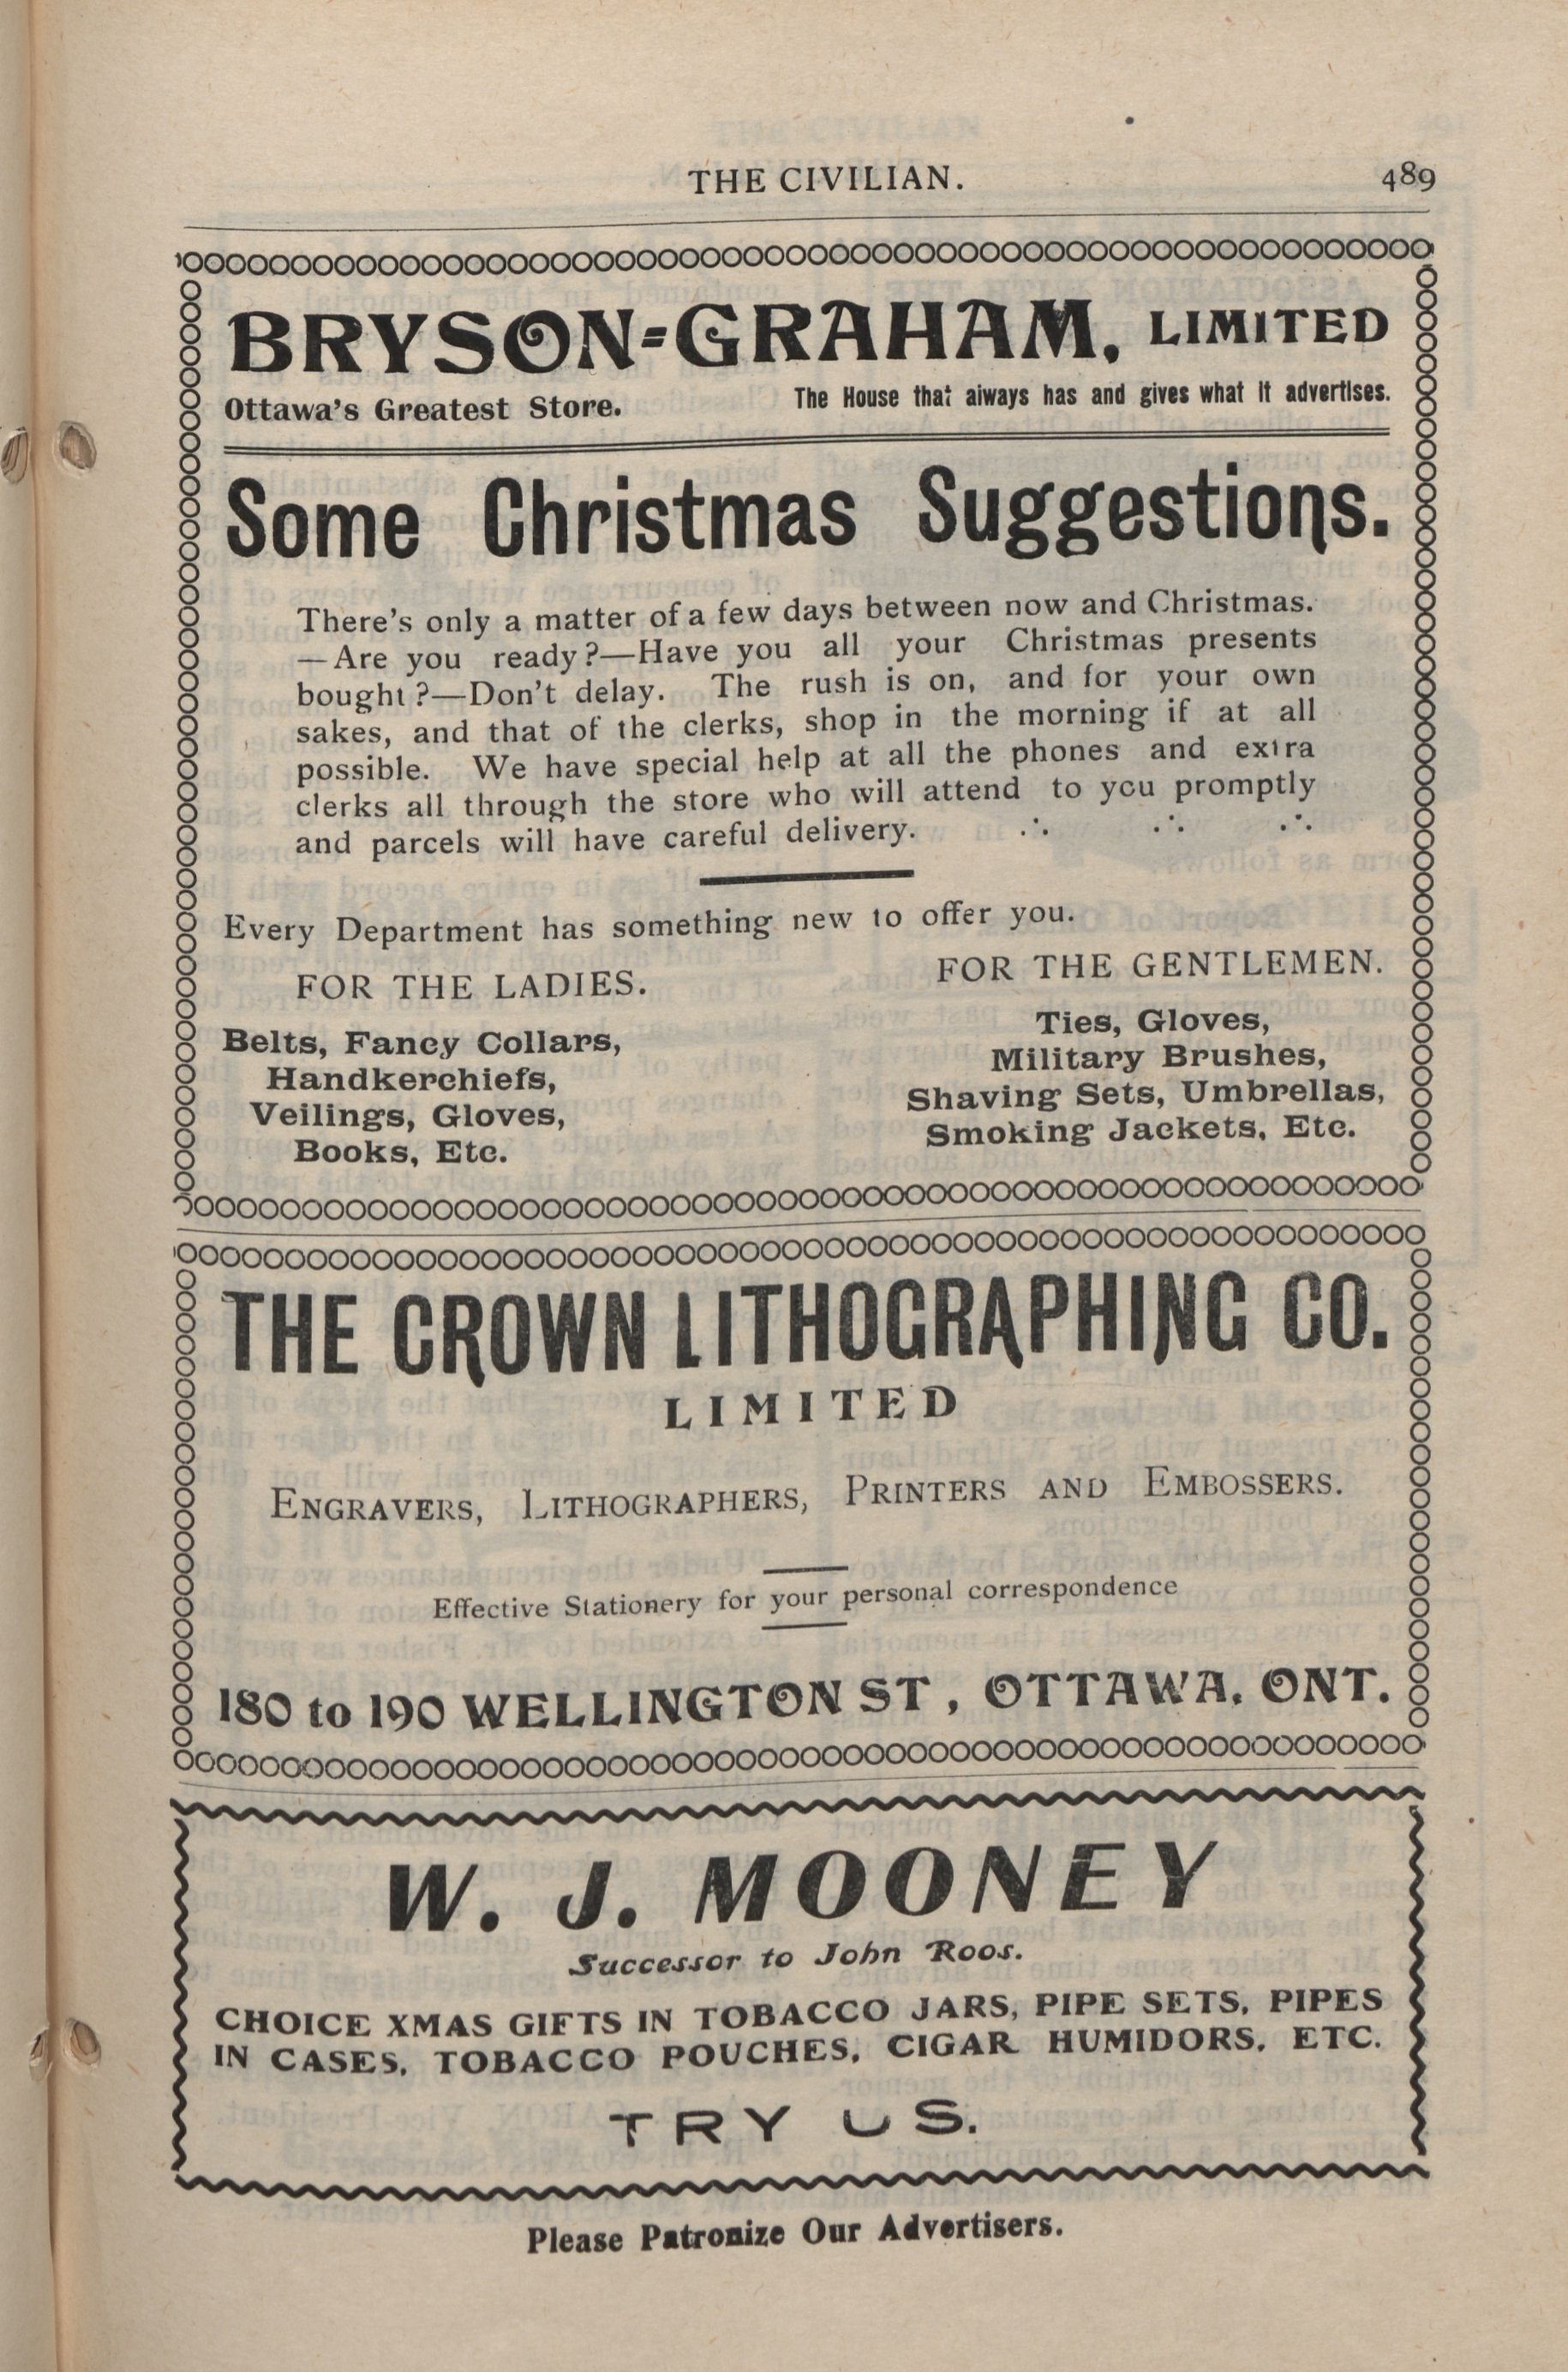 THE CIVILIAN.
489
BRYSON=GRAHAM, LIMITED
Ottawa's Greatest Store.
The House that always has and gives what it advertises.
Some Christmas Suggestions.
There's only a matter of a few days between now and Christmas.
—Are you ready?—Have you all your Christmas presents
bought?—Don't delay. The rush is on, and for your own
sakes, and that of the clerks, shop in the morning if at all
possible. We have special help at all the phones and extra
clerks all through the store who will attend to you promptly
and parcels will have careful delivery. ∴ ∴ ∴
Every Department has something new to offer you.
FOR THE LADIES.
Belts, Fancy Collars,
Handkerchiefs,
Veilings, Gloves,
Books, Etc.
FOR THE GENTLEMEN.
Ties, Gloves,
Military Brushes,
Shaving Sets, Umbrellas,
Smoking Jackets, Etc.
THE CROWN LITHOGRAPHING CO.
LIMITED
ENGRAVERS, LITHOGRAPHERS, PRINTERS AND EMBOSSERS.
Effective Stationery for your personal correspondence
180 to 190 WELLINGTON ST , OTTAWA. ONT.
W. J. MOONEY
Successor to John Roos.
CHOICE XMAS GIFTS IN TOBACCO JARS, PIPE SETS, PIPES
IN CASES, TOBACCO POUCHES, CIGAR HUMIDORS, ETC.
TRY US.
Please Patronize Our Advertisers.